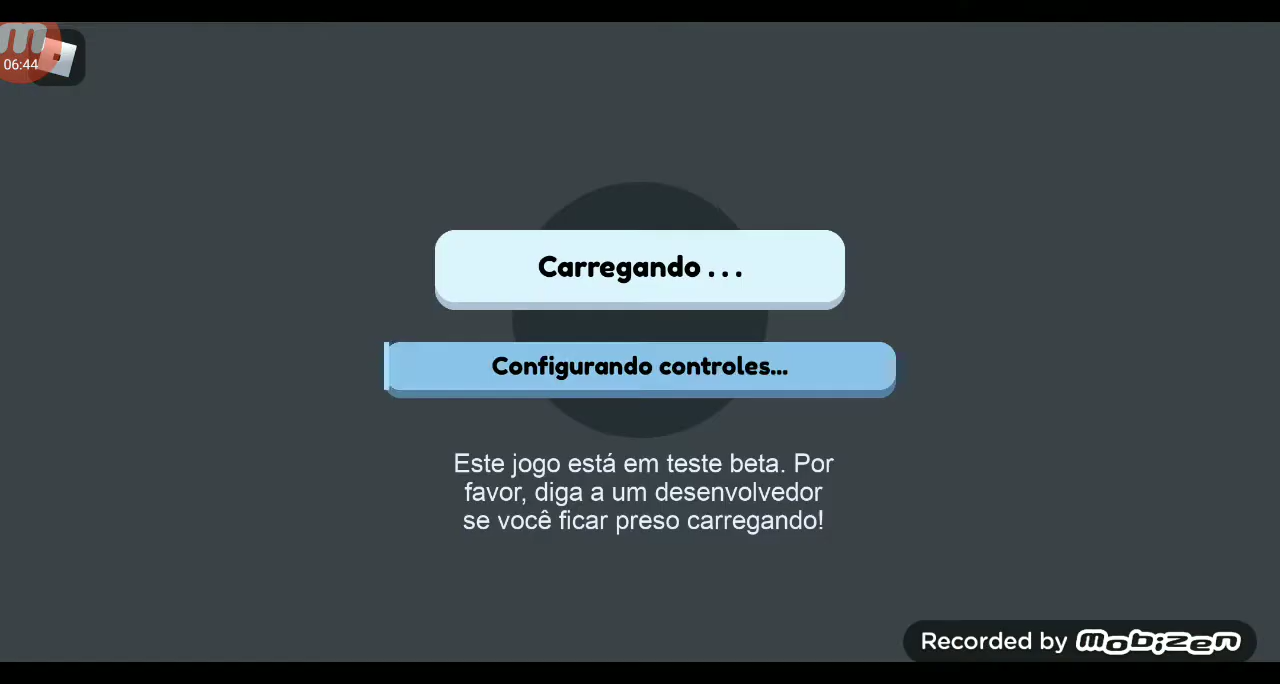 06:44
Carregando . . .
Configurando controles...
Este jogo está em teste beta. Por
favor, diga a um desenvolvedor
se você ficar preso carregando!
Recorded by mobizen